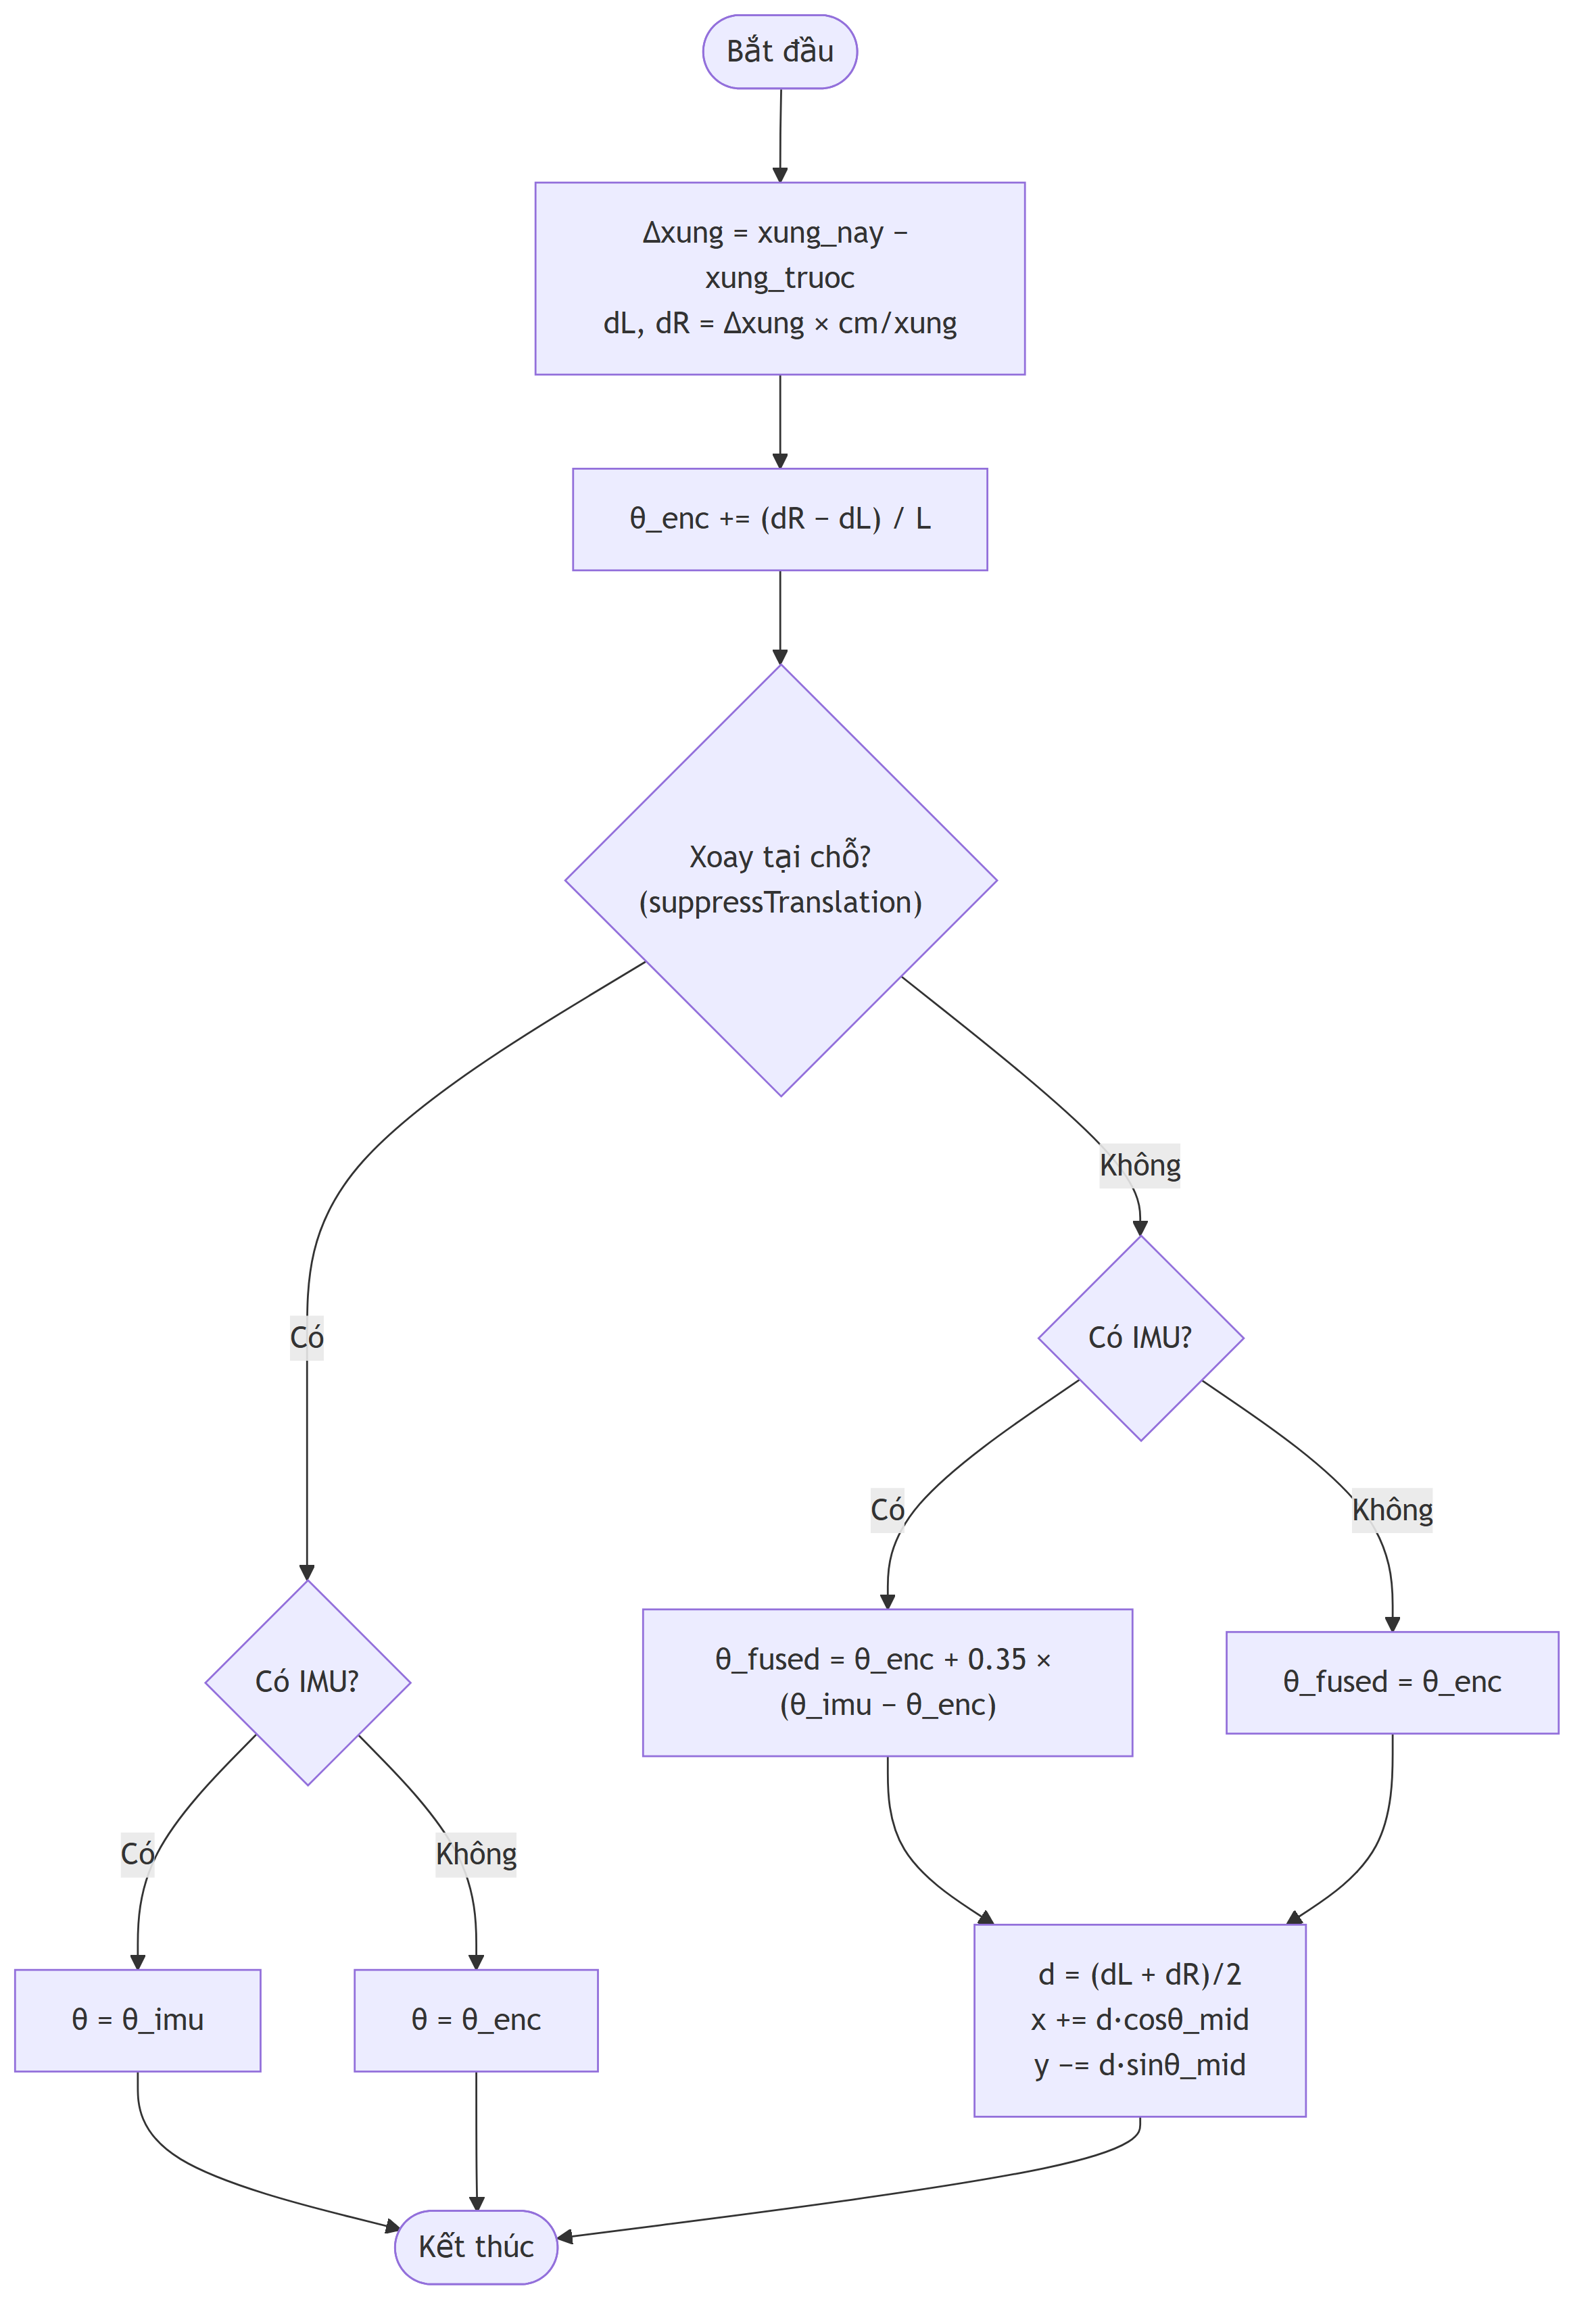 Bắt đầu
Δxung = xung_nay −
xung_truoc
dL, dR = Δxung × cm/xung
θ_enc += (dR − dL) / L
Xoay tại chỗ?
(suppressTranslation)
Không
Có
Có IMU?
Có
Không
θ_fused = θ_enc + 0.35 ×
(θ_imu − θ_enc)
θ_fused = θ_enc
Có IMU?
Có
Không
θ = θ_imu
θ = θ_enc
d = (dL + dR)/2
x += d·cosθ_mid
y −= d·sinθ_mid
Kết thúc